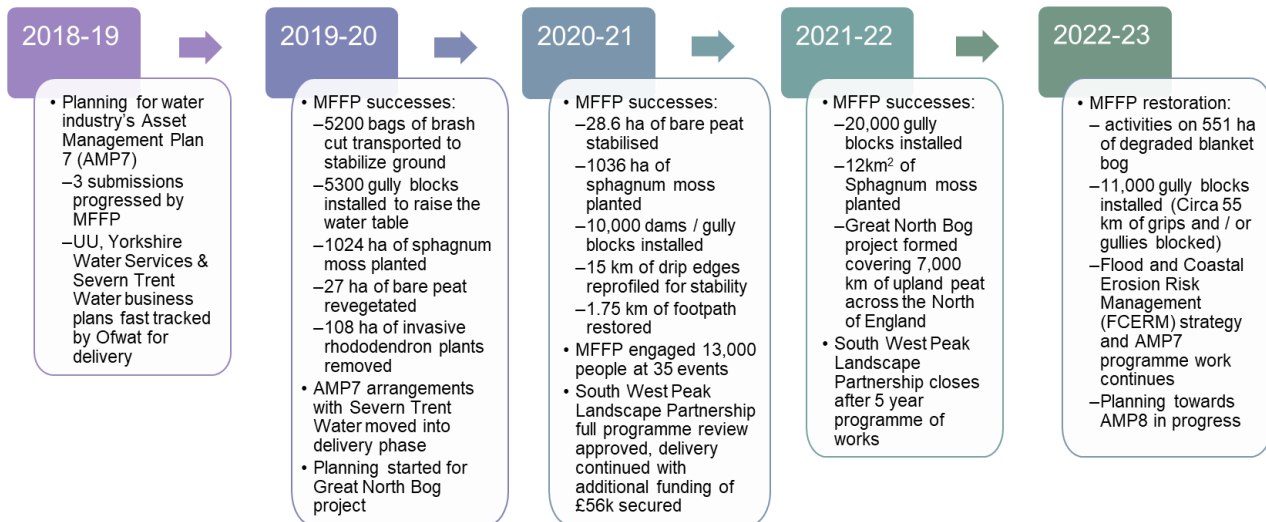 2018-19
• Planning for water
industry's Asset
Management Plan
7 (AMP7)
–3 submissions
progressed by
MFFP
–UU, Yorkshire
Water Services &
Severn Trent
Water business
plans fast tracked
by Ofwat for
delivery
2019-20
• MFFP successes:
–5200 bags of brash
cut transported to
stabilize ground
–5300 gully blocks
installed to raise the
water table
–1024 ha of sphagnum
moss planted
–27 ha of bare peat
revegetated
–108 ha of invasive
rhododendron plants
removed
• AMP7 arrangements
with Severn Trent
Water moved into
delivery phase
• Planning started for
Great North Bog
project
2020-21
• MFFP successes:
–28.6 ha of bare peat
stabilised
–1036 ha of
sphagnum moss
planted
–10,000 dams / gully
blocks installed
–15 km of drip edges
reprofiled for stability
–1.75 km of footpath
restored
• MFFP engaged 13,000
people at 35 events
• South West Peak
Landscape Partnership
full programme review
approved, delivery
continued with
additional funding of
£56k secured
2021-22
• MFFP successes:
–20,000 gully
blocks installed
–12km² of
Sphagnum moss
planted
–Great North Bog
project formed
covering 7,000
km of upland peat
across the North
of England
• South West Peak
Landscape
Partnership closes
after 5 year
programme of
works
2022-23
• MFFP restoration:
– activities on 551 ha
of degraded blanket
bog
–11,000 gully blocks
installed (Circa 55
km of grips and / or
gullies blocked)
–Flood and Coastal
Erosion Risk
Management
(FCERM) strategy
and AMP7
programme work
continues
–Planning towards
AMP8 in progress